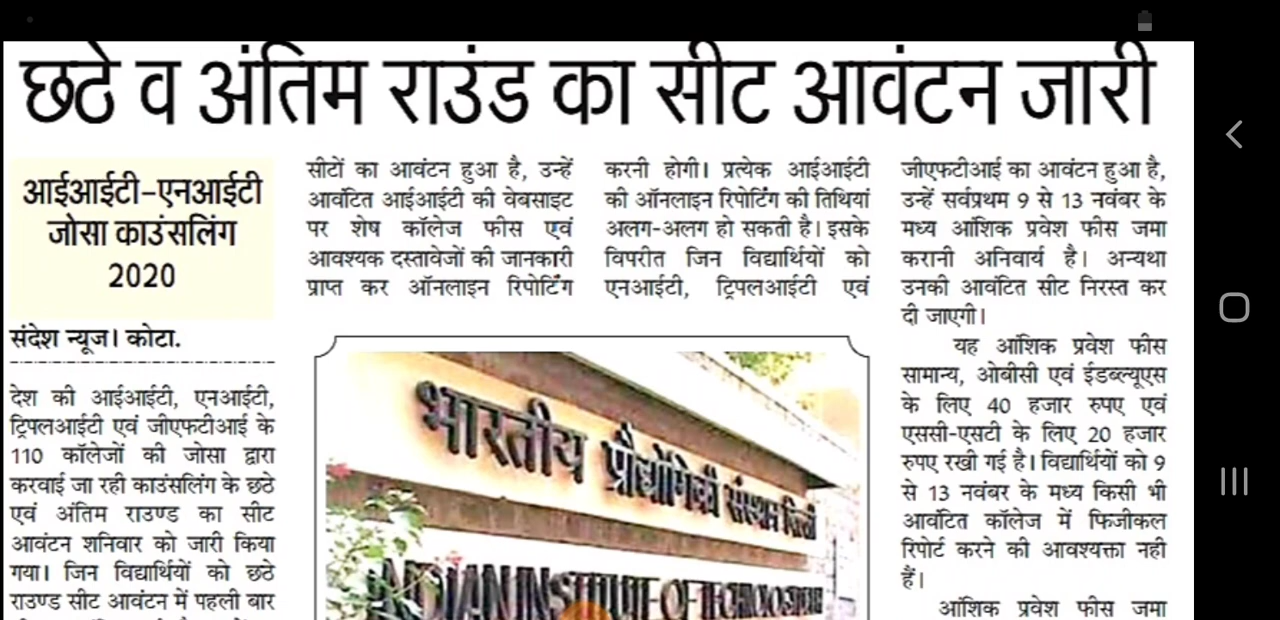 छठे व अंतिम राउंड का सीट आवंटन जारी
आईआईटी-एनआईटी
जोसा काउंसलिंग
2020
संदेश न्यूज। कोटा.
देश की आईआईटी, एनआईटी,
ट्रिपलआईटी एवं जीएफटीआई के
110 कॉलेजों की जोसा द्वारा
करवाई जा रही काउंसलिंग के छठे
एवं अंतिम राउण्ड का सीट
आवंटन शनिवार को जारी किया
गया। जिन विद्यार्थियों को छठे
राउण्ड सीट आवंटन में पहली बार
सीटों का आवंटन हुआ है, उन्हें
आवंटित आईआईटी की वेबसाइट
पर शेष कॉलेज फीस एवं
आवश्यक दस्तावेजों की जानकारी
प्राप्त कर ऑनलाइन रिपोर्टिंग
करनी होगी। प्रत्येक आईआईटी
की ऑनलाइन रिपोर्टिंग की तिथियां
अलग-अलग हो सकती है। इसके
विपरीत जिन विद्यार्थियों को
एनआईटी, ट्रिपलआईटी एवं
भारतीय प्रौद्योगिकी संस्थान दिल्ली
INDIAN INSTITUTE OF TECHNOLOGY
जीएफटीआई का आवंटन हुआ है,
उन्हें सर्वप्रथम 9 से 13 नवंबर के
मध्य आंशिक प्रवेश फीस जमा
करानी अनिवार्य है। अन्यथा
उनकी आवंटित सीट निरस्त कर
दी जाएगी।
यह आंशिक प्रवेश फीस
सामान्य, ओबीसी एवं ईडब्ल्यूएस
के लिए 40 हजार रुपए एवं
एससी-एसटी के लिए 20 हजार
रुपए रखी गई है। विद्यार्थियों को 9
से 13 नवंबर के मध्य किसी भी
आवंटित कॉलेज में फिजीकल
रिपोर्ट करने की आवश्यक्ता नही
हैं।
आंशिक प्रवेश फीस जमा